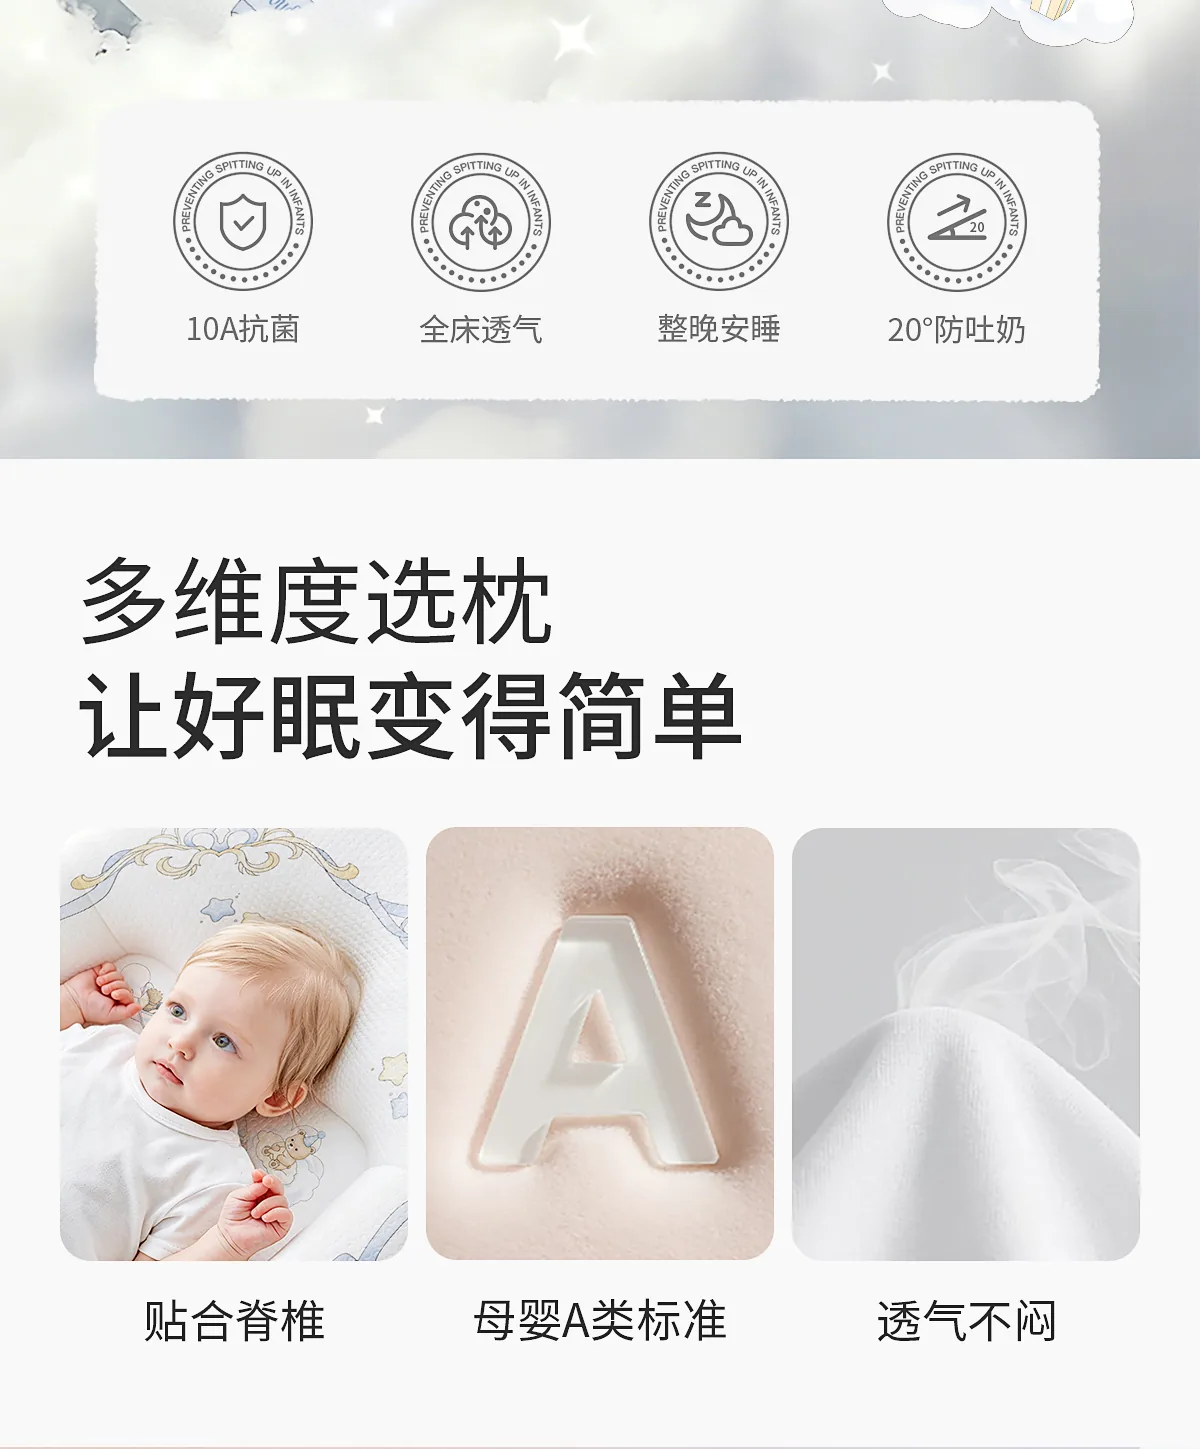 PREVENTING SPITTING UP IN INFANTS
PREVENTING SPITTING UP IN INFANTS
PREVENTING SPITTING UP IN INFANTS
PREVENTING SPITTING UP IN INFANTS
20
10A抗菌
全床透气
整晚安睡
20°防吐奶
多维度选枕
让好眠变得简单
A
贴合脊椎
母婴A类标准
透气不闷